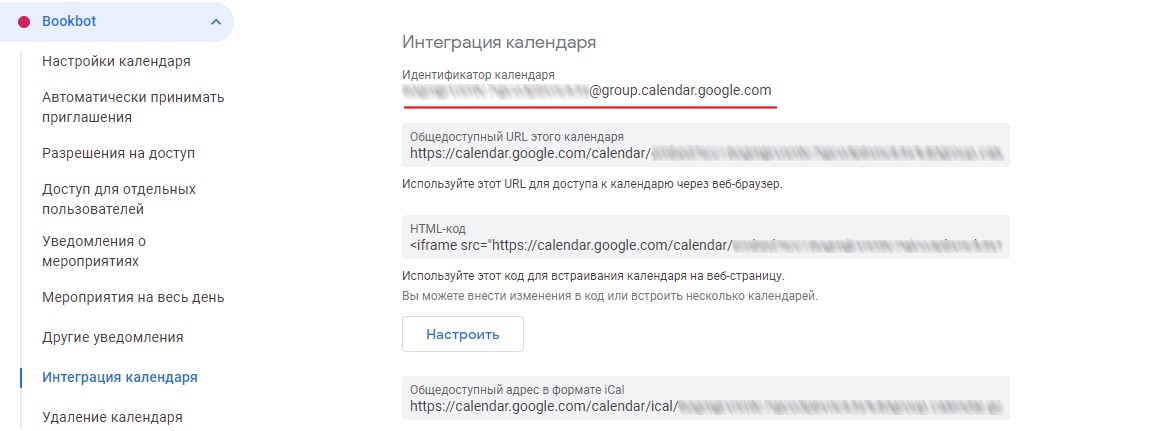 Bookbot
Настройки календаря
Автоматически принимать
приглашения
Разрешения на доступ
Доступ для отдельных
пользователей
Уведомления о
мероприятиях
Мероприятия на весь день
Другие уведомления
Интеграция календаря
Удаление календаря
Интеграция календаря
Идентификатор календаря
@group.calendar.google.com
Общедоступный URL этого календаря
https://calendar.google.com/calendar/
Используйте этот URL для доступа к календарю через веб-браузер.
HTML-код
<iframe src="https://calendar.google.com/calendar/
Используйте этот код для встраивания календаря на веб-страницу.
Вы можете внести изменения в код или встроить несколько календарей.
Настроить
Общедоступный адрес в формате iCal
https://calendar.google.com/calendar/ical/